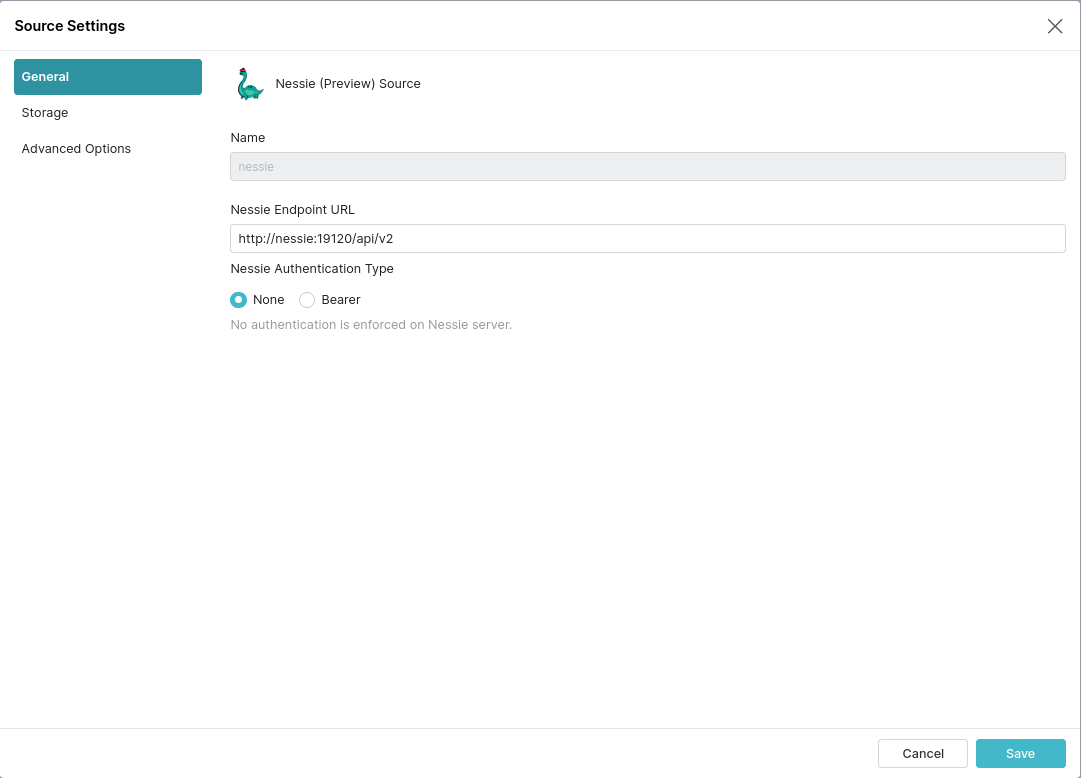 Source Settings
General
Storage
Advanced Options
Nessie (Preview) Source
Name
nessie
Nessie Endpoint URL
http://nessie:19120/api/v2
Nessie Authentication Type
None Bearer
No authentication is enforced on Nessie server.
Cancel Save